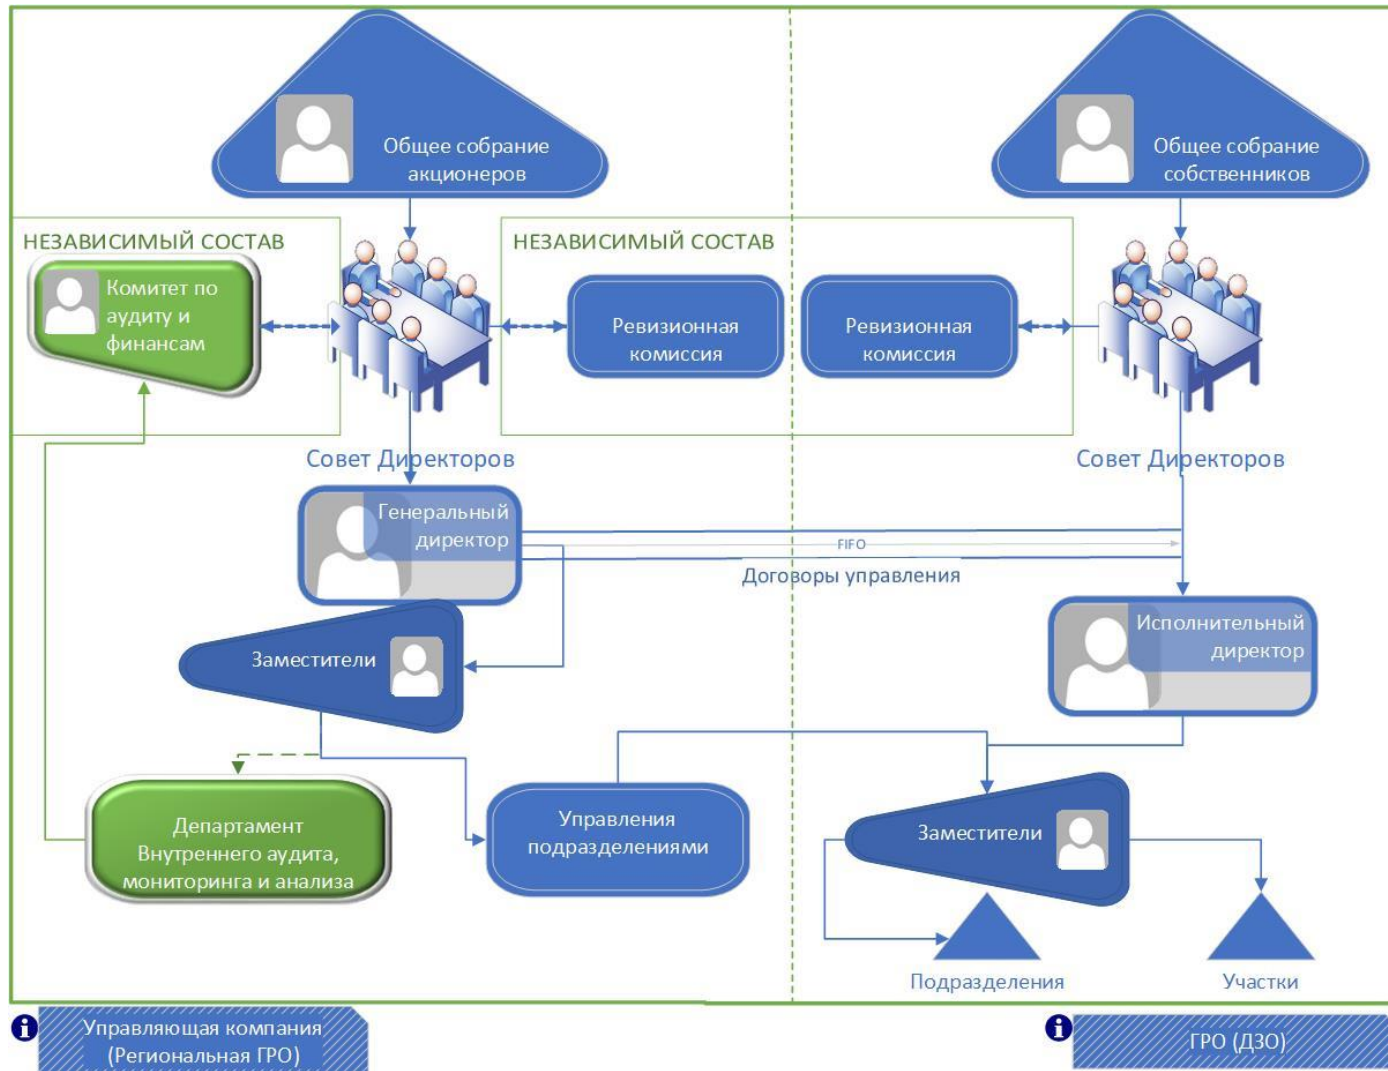 Общее собрание
акционеров
Общее собрание
собственников
НЕЗАВИСИМЫЙ СОСТАВ
НЕЗАВИСИМЫЙ СОСТАВ
Комитет по
аудиту и
финансам
Ревизионная
комиссия
Ревизионная
комиссия
Совет Директоров
Совет Директоров
Генеральный
директор
FIFO
Договоры управления
Исполнительный
директор
Заместители
Департамент
Внутреннего аудита,
мониторинга и анализа
Управления
подразделениями
Заместители
Подразделения
Участки
Управляющая компания
(Региональная ГРО)
ГРО (ДЗО)